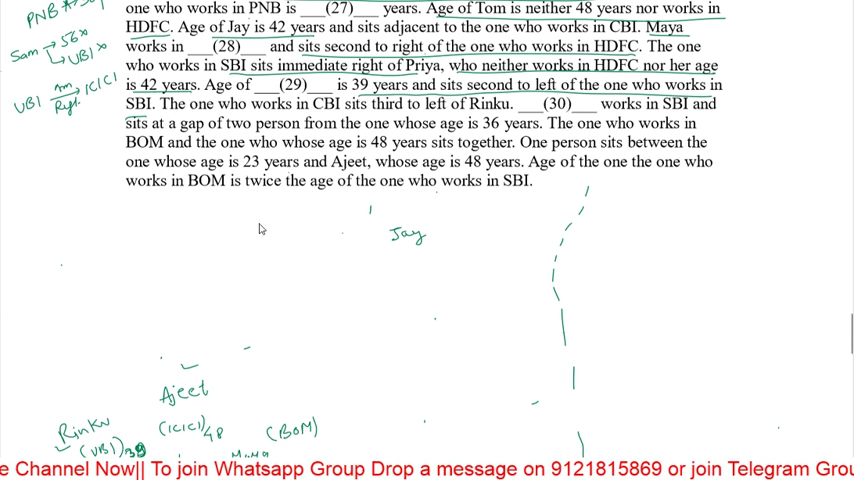 one who works in PNB is ___(27)___ years. Age of Tom is neither 48 years nor works in
PNB
HDFC. Age of Jay is 42 years and sits adjacent to the one who works in CBI. Maya
Sam → 56x
↳ UBI x
works in ___(28)___ and sits second to right of the one who works in HDFC. The one
who works in SBI sits immediate right of Priya, who neither works in HDFC nor her age
UBI → ICICI
is 42 years. Age of ___(29)___ is 39 years and sits second to left of the one who works in
SBI. The one who works in CBI sits third to left of Rinku. ___(30)___ works in SBI and
sits at a gap of two person from the one whose age is 36 years. The one who works in
BOM and the one who whose age is 48 years sits together. One person sits between the
one whose age is 23 years and Ajeet, whose age is 48 years. Age of the one the one who
works in BOM is twice the age of the one who works in SBI.
Jay
Ajeet
(ICICI) 48
(BOM)
Rinku
(UBI) 39
e Channel Now|| To join Whatsapp Group Drop a message on 9121815869 or join Telegram Grou